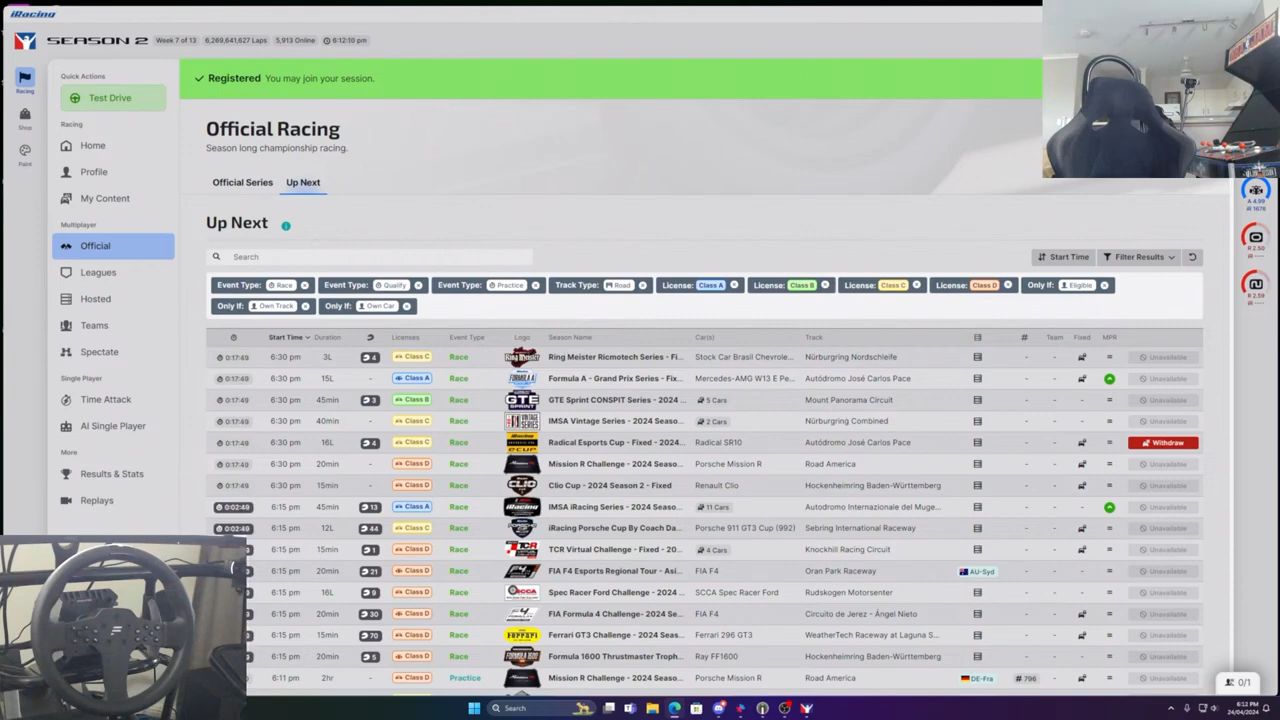 iRacing
SEASON 2 Week 7 of 13 6,269,641,627 Laps 5,913 Online 6:12:10 pm
Racing
Shop
Paint
Quick Actions
Test Drive
Racing
Home
Profile
My Content
Multiplayer
Official
Leagues
Hosted
Teams
Spectate
Single Player
Time Attack
AI Single Player
More
Results & Stats
Replays
Registered You may join your session.
Official Racing
Season long championship racing.
Official Series Up Next
Up Next
Search Start Time Filter Results
Event Type: Race Event Type: Qualify Event Type: Practice Track Type: Road License: Class A License: Class B License: Class C License: Class D Only If: Eligible
Only If: Own Track Only If: Own Car
Start Time Duration Licenses Event Type Logo Season Name Car(s) Track # Team Fixed MPR
0:17:49 6:30 pm 3L 4 Class C Race Ring Meister Ricmotech Series - Fi... Stock Car Brasil Chevrole... Nürburgring Nordschleife - - = Unavailable
0:17:49 6:30 pm 15L - Class A Race Formula A - Grand Prix Series - Fix... Mercedes-AMG W13 E Pe... Autódromo José Carlos Pace - - Unavailable
0:17:49 6:30 pm 45min 3 Class B Race GTE Sprint CONSPIT Series - 2024 ... 5 Cars Mount Panorama Circuit - - = Unavailable
0:17:49 6:30 pm 40min - Class C Race IMSA Vintage Series - 2024 Seaso... 2 Cars Nürburgring Combined - - - = Unavailable
0:17:49 6:30 pm 16L 4 Class C Race Radical Esports Cup - Fixed - 2024... Radical SR10 Autódromo José Carlos Pace - - = Withdraw
0:17:49 6:30 pm 20min - Class D Race Mission R Challenge - 2024 Seaso... Porsche Mission R Road America - - = Unavailable
0:17:49 6:30 pm 15min - Class D Race Clio Cup - 2024 Season 2 - Fixed Renault Clio Hockenheimring Baden-Württemberg - - = Unavailable
0:02:49 6:15 pm 45min 13 Class A Race IMSA iRacing Series - 2024 Seaso... 11 Cars Autodromo Internazionale del Muge... - - - Unavailable
0:02:49 6:15 pm 12L 44 Class C Race iRacing Porsche Cup By Coach Da... Porsche 911 GT3 Cup (992) Sebring International Raceway - - - = Unavailable
6:15 pm 15min 1 Class D Race TCR Virtual Challenge - Fixed - 20... 4 Cars Knockhill Racing Circuit - - = Unavailable
6:15 pm 20min 21 Class D Race FIA F4 Esports Regional Tour - Asi... FIA F4 Oran Park Raceway AU-Syd - - = Unavailable
6:15 pm 16L 9 Class D Race Spec Racer Ford Challenge - 2024... SCCA Spec Racer Ford Rudskogen Motorsenter - - = Unavailable
6:15 pm 20min 30 Class D Race FIA Formula 4 Challenge- 2024 Se... FIA F4 Circuito de Jerez - Ángel Nieto - - = Unavailable
6:15 pm 15min 70 Class D Race Ferrari GT3 Challenge - 2024 Sea... Ferrari 296 GT3 WeatherTech Raceway at Laguna S... - - = Unavailable
6:15 pm 20min 5 Class D Race Formula 1600 Thrustmaster Troph... Ray FF1600 Hockenheimring Baden-Württemberg - - = Unavailable
6:11 pm 2hr - Class D Practice Mission R Challenge - 2024 Seaso... Porsche Mission R Road America DE-Fra # 796 - = Unavailable
A 4.99
iR 1676
R 2.50
R 2.59
0/1
Search
6:12 PM
24/04/2024